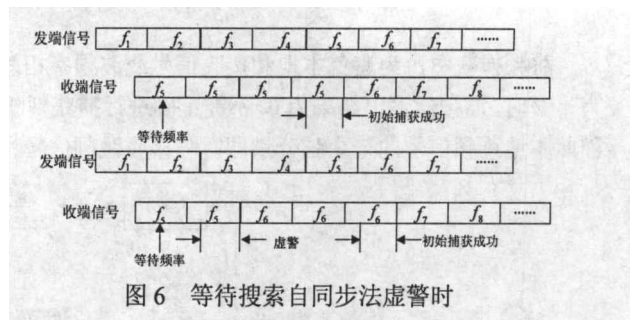 发端信号 f1 f2 f3 f4 f5 f6 f7 ······
收端信号 f5 f5 f5 f5 f6 f7 f8 ······
等待频率 初始捕获成功
发端信号 f1 f2 f3 f4 f5 f6 f7 ······
收端信号 f5 f5 f6 f6 f6 f7 f8 ······
等待频率 虚警 初始捕获成功
图 6 等待搜索自同步法虚警时